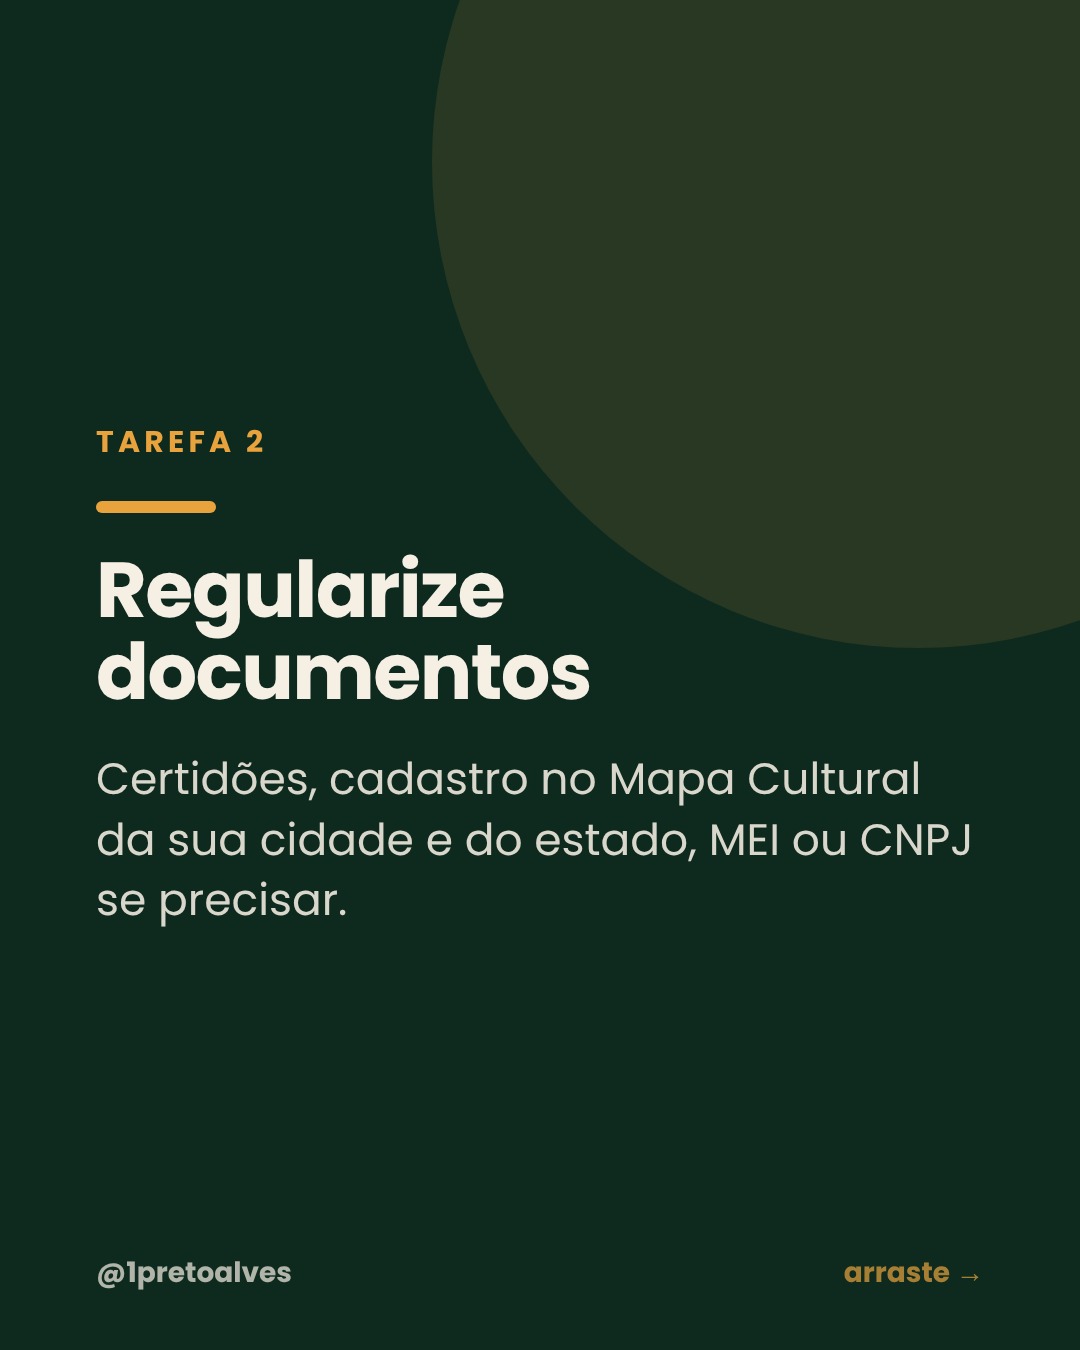 TAREFA 2
Regularize
documentos
Certidões, cadastro no Mapa Cultural
da sua cidade e do estado, MEI ou CNPJ
se precisar.
@1pretoalves
arraste →